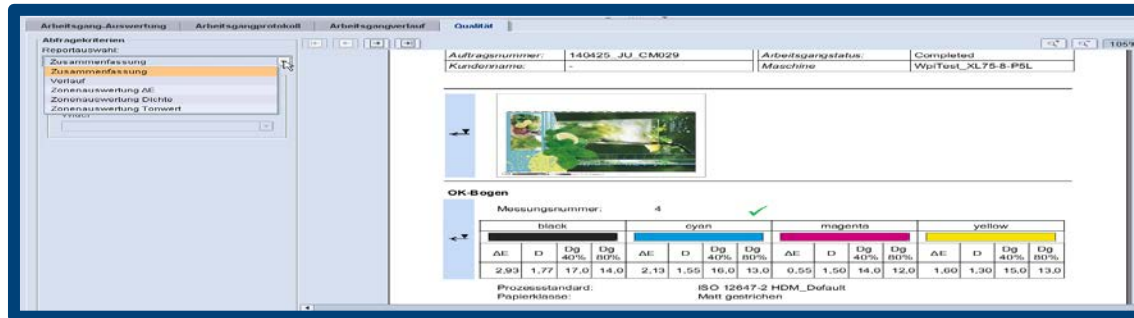 Arbeitsgang-Auswertung Arbeitsgangprotokoll Arbeitsgangverlauf Qualität
Abfragekriterien
Reportauswahl:
Zusammenfassung
Zusammenfassung
Verlauf
Zonenauswertung ΔE
Zonenauswertung Dichte
Zonenauswertung Tonwert
Auftragsnummer: 140425_JU_CM029 Arbeitsgangstatus: Completed
Kundenname: - Maschine WpiTest_XL75-8-P5L
OK-Bogen
Messungsnummer: 4
black cyan magenta yellow
ΔE D Dg 40% Dg 80% ΔE D Dg 40% Dg 80% ΔE D Dg 40% Dg 80% ΔE D Dg 40% Dg 80%
2,93 1,77 17,0 14,0 2,13 1,55 16,0 13,0 0,55 1,50 14,0 12,0 1,60 1,30 15,0 13,0
Prozessstandard: ISO 12647-2 HDM_Default
Papierklasse: Matt gestrichen